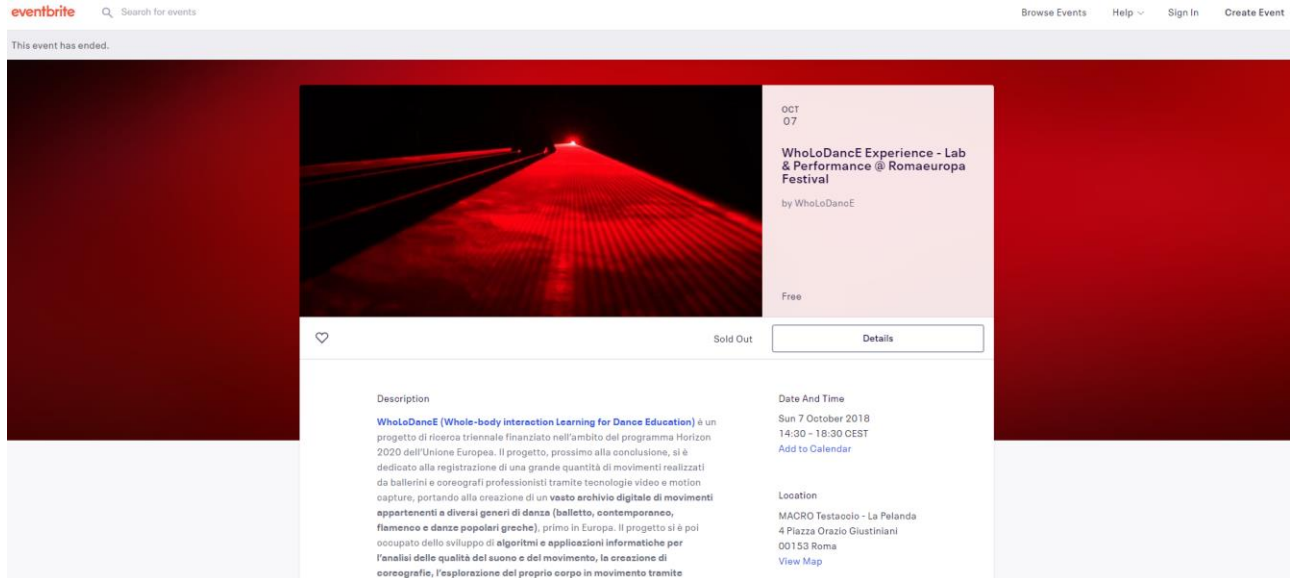 eventbrite
Search for events
Browse Events
Help
Sign In
Create Event
This event has ended.
OCT
07
WhoLoDancE Experience - Lab
& Performance @ Romaeuropa
Festival
by WhoLoDancE
Free
Sold Out
Details
Description
WhoLoDancE (Whole-body interaction Learning for Dance Education) è un
progetto di ricerca triennale finanziato nell'ambito del programma Horizon
2020 dell'Unione Europea. Il progetto, prossimo alla conclusione, si è
dedicato alla registrazione di una grande quantità di movimenti realizzati
da ballerini e coreografi professionisti tramite tecnologie video e motion
capture, portando alla creazione di un vasto archivio digitale di movimenti
appartenenti a diversi generi di danza (balletto, contemporaneo,
flamenco e danze popolari greche), primo in Europa. Il progetto si è poi
occupato dello sviluppo di algoritmi e applicazioni informatiche per
l'analisi delle qualità del suono e del movimento, la creazione di
coreografie, l'esplorazione del proprio corpo in movimento tramite
Date And Time
Sun 7 October 2018
14:30 – 18:30 CEST
Add to Calendar
Location
MACRO Testaccio - La Pelanda
4 Piazza Orazio Giustiniani
00153 Roma
View Map